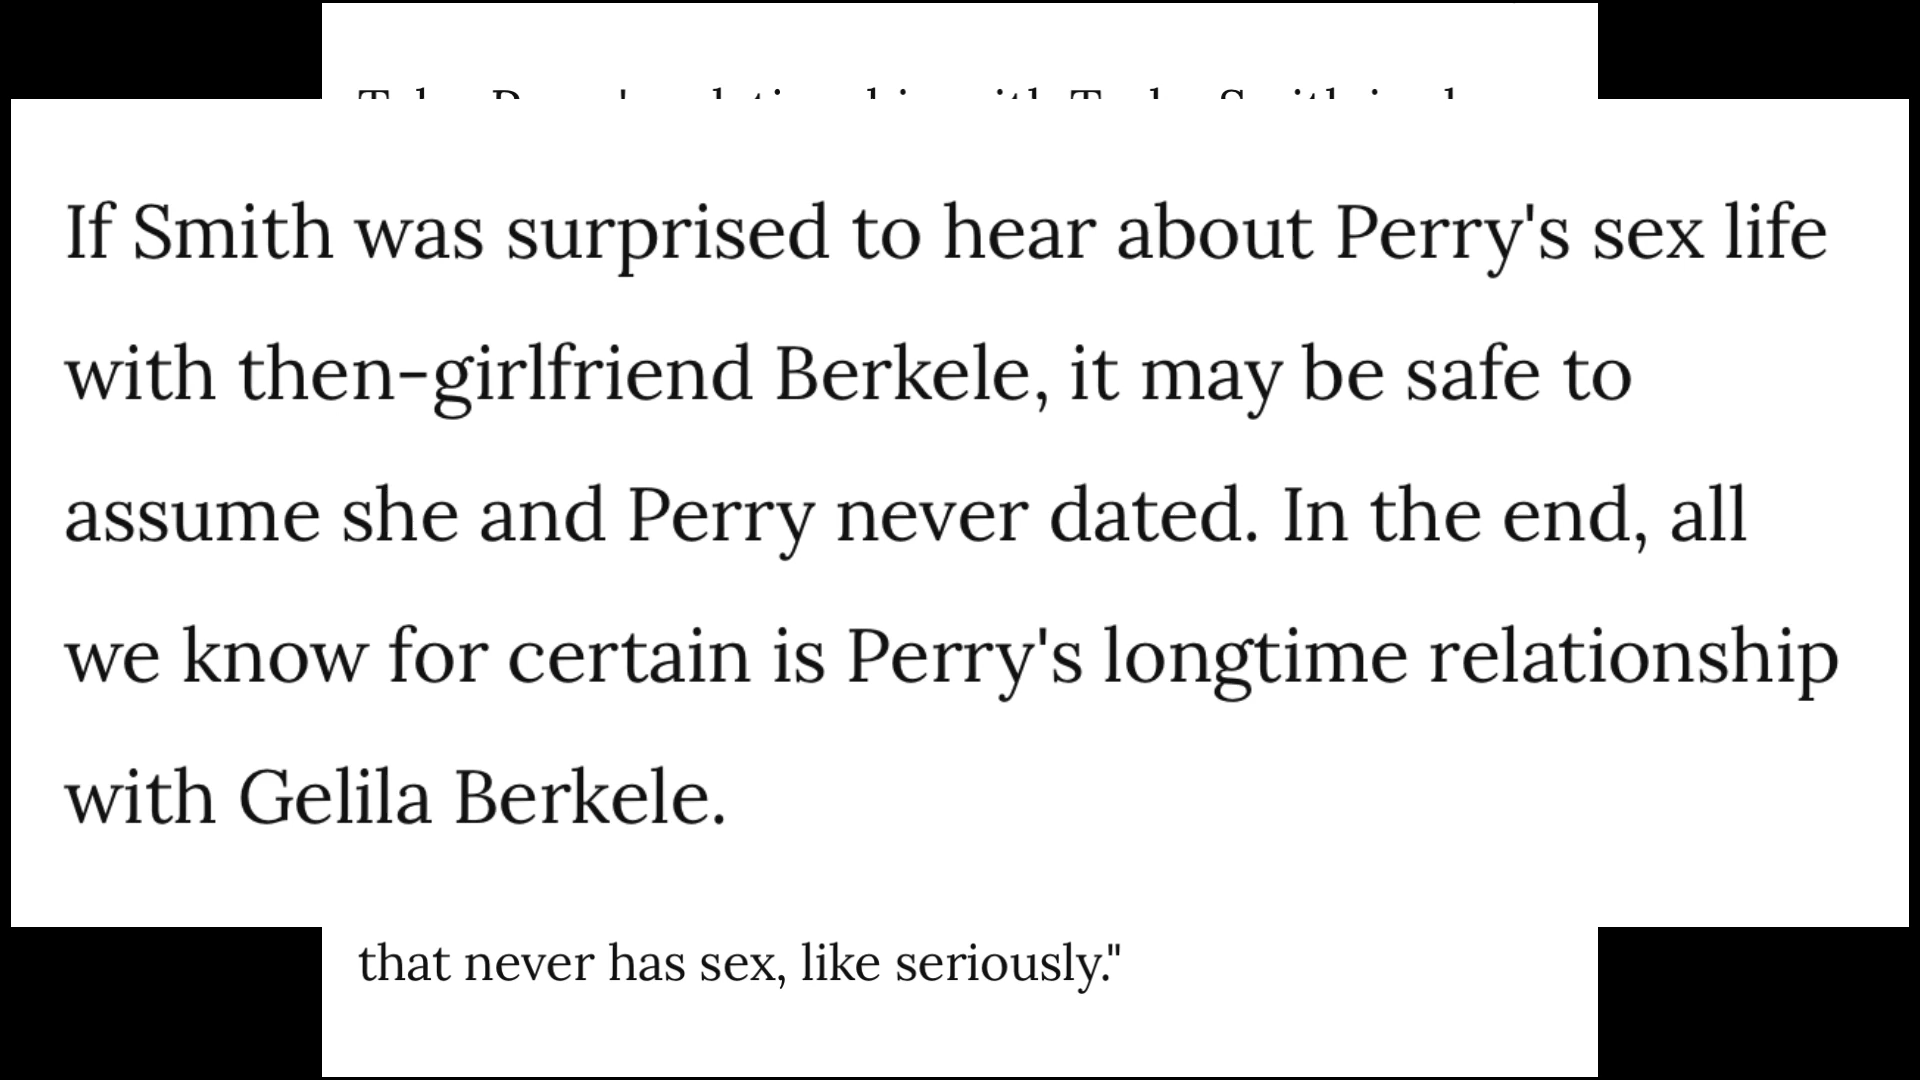 If Smith was surprised to hear about Perry's sex life
with then-girlfriend Berkele, it may be safe to
assume she and Perry never dated. In the end, all
we know for certain is Perry's longtime relationship
with Gelila Berkele.
that never has sex, like seriously."